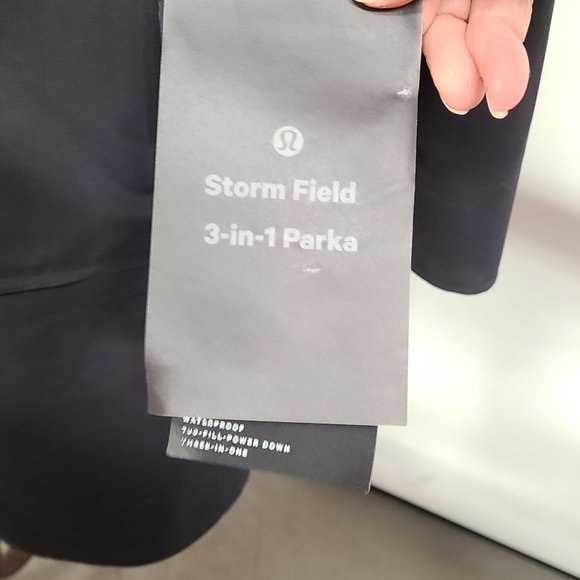 Storm Field
3-in-1 Parka
WATERPROOF
700-FILL-POWER DOWN
THREE-IN-ONE